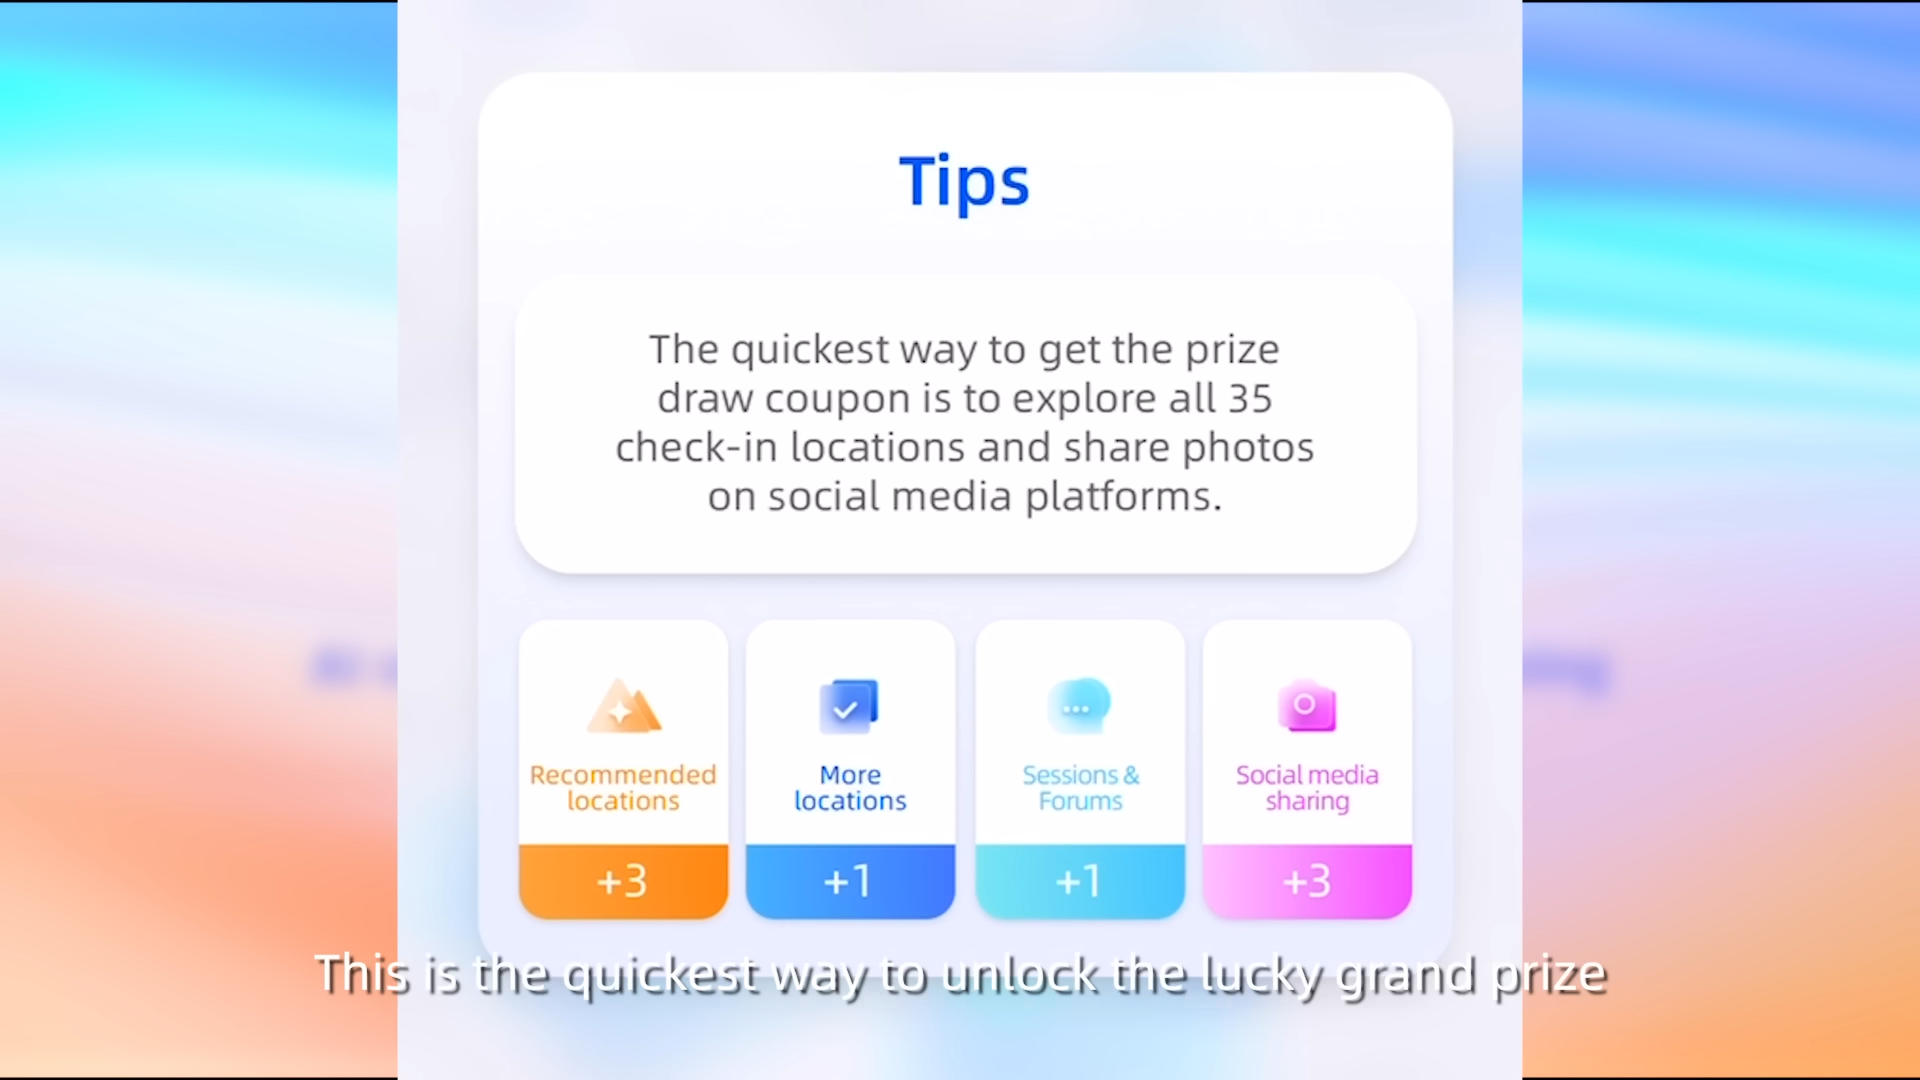 Tips
The quickest way to get the prize
draw coupon is to explore all 35
check-in locations and share photos
on social media platforms.
Recommended
locations
+3
More
locations
+1
Sessions &
Forums
+1
Social media
sharing
+3
This is the quickest way to unlock the lucky grand prize